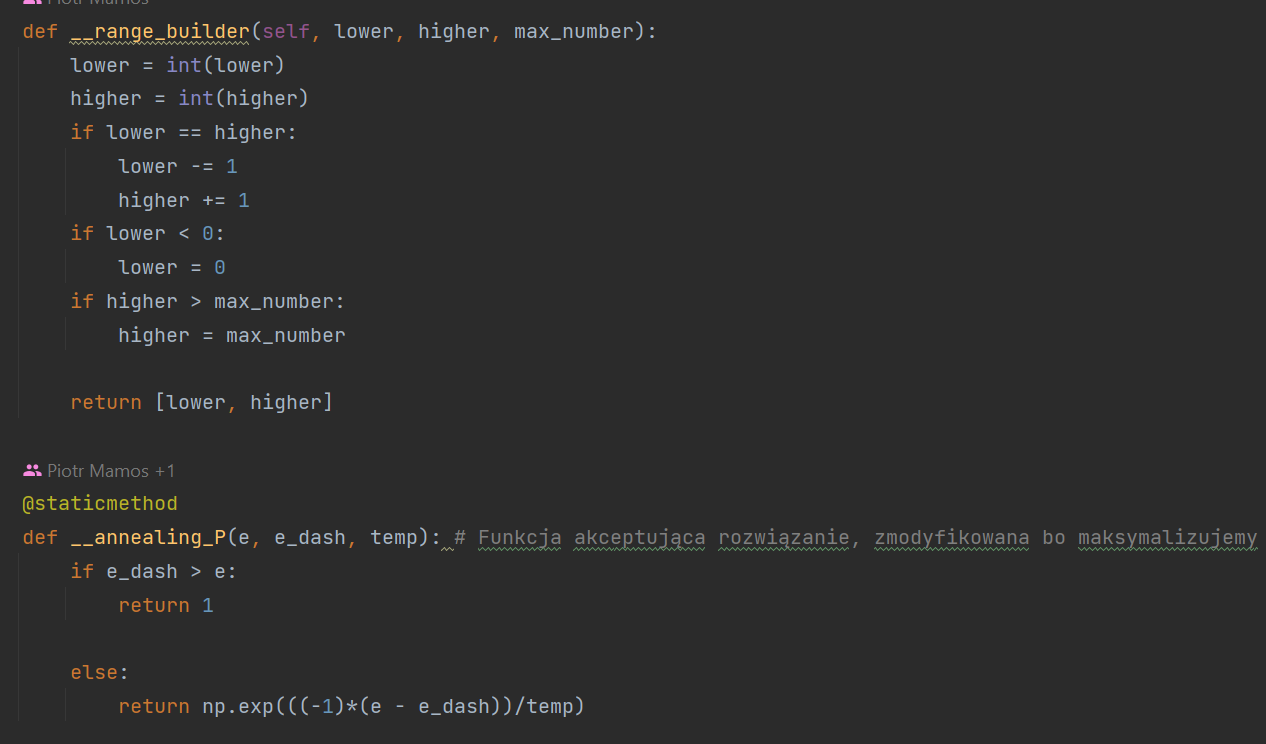 Piotr Mamos
def __range_builder(self, lower, higher, max_number):
    lower = int(lower)
    higher = int(higher)
    if lower == higher:
        lower -= 1
        higher += 1
    if lower < 0:
        lower = 0
    if higher > max_number:
        higher = max_number
    return [lower, higher]
Piotr Mamos +1
@staticmethod
def __annealing_P(e, e_dash, temp): # Funkcja akceptująca rozwiązanie, zmodyfikowana bo maksymalizujemy
    if e_dash > e:
        return 1
    else:
        return np.exp(((-1)*(e - e_dash))/temp)